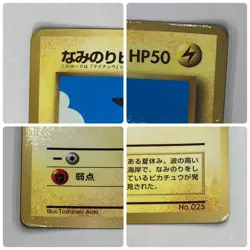 なみのりピ HP50
このカードは「ライチュウ」に
ある夏休み。波の高い
海岸で、なみのりをし
ているピカチュウが発
見された。
弱点
Illus. Toshinao Aoki
No. 025